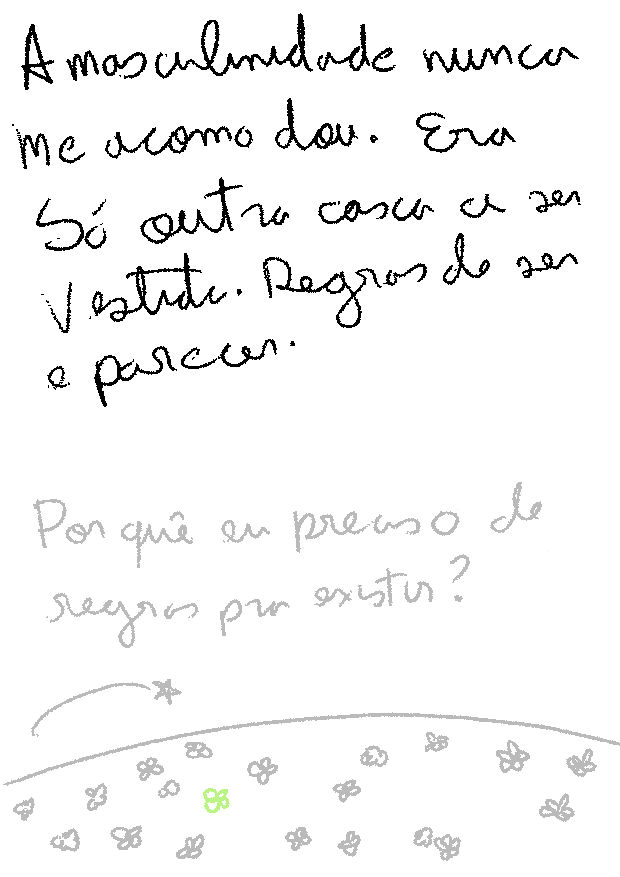 A masculinidade nunca
me acomodou. Era
só outra casca a ser
vestida. Regras de ser
e parecer.
Por quê eu preciso de
regras pra existir?